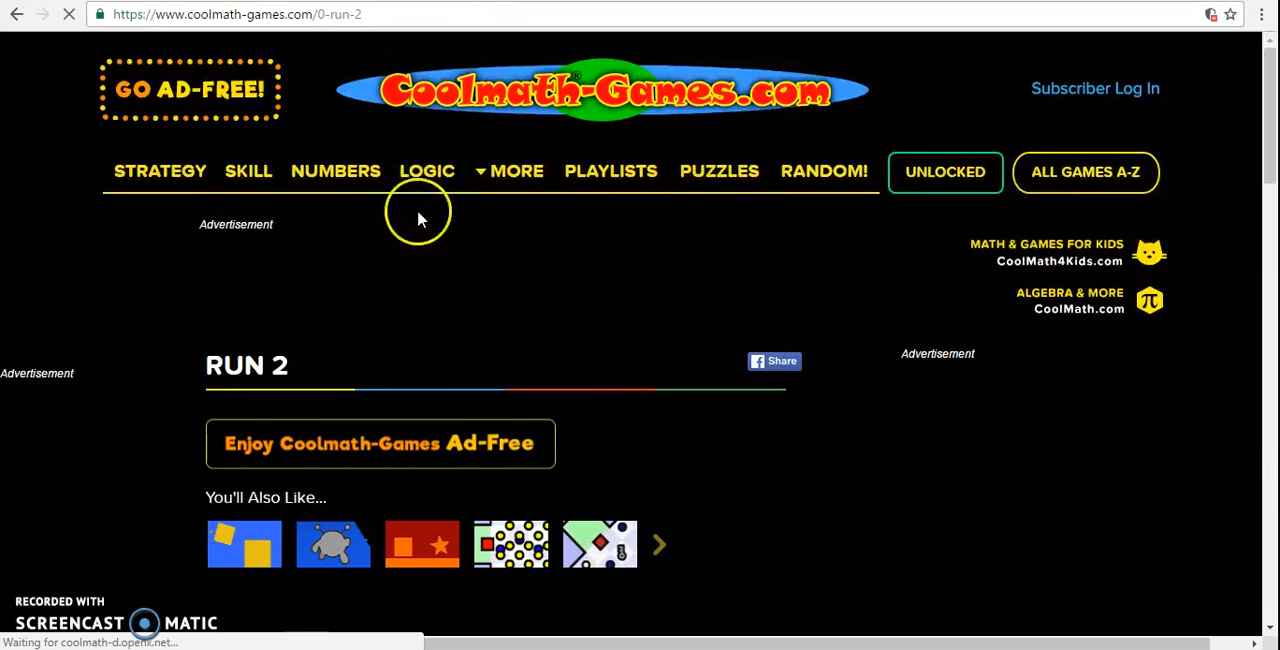 https://www.coolmath-games.com/0-run-2
GO AD-FREE!
Coolmath-Games.com®
Subscriber Log In
STRATEGY SKILL NUMBERS LOGIC MORE PLAYLISTS PUZZLES RANDOM! UNLOCKED ALL GAMES A-Z
Advertisement
MATH & GAMES FOR KIDS
CoolMath4Kids.com
ALGEBRA & MORE
CoolMath.com
π
Advertisement
RUN 2
Share
Advertisement
Enjoy Coolmath-Games Ad-Free
You'll Also Like...
RECORDED WITH
SCREENCAST MATIC
Waiting for coolmath-d.openx.net...